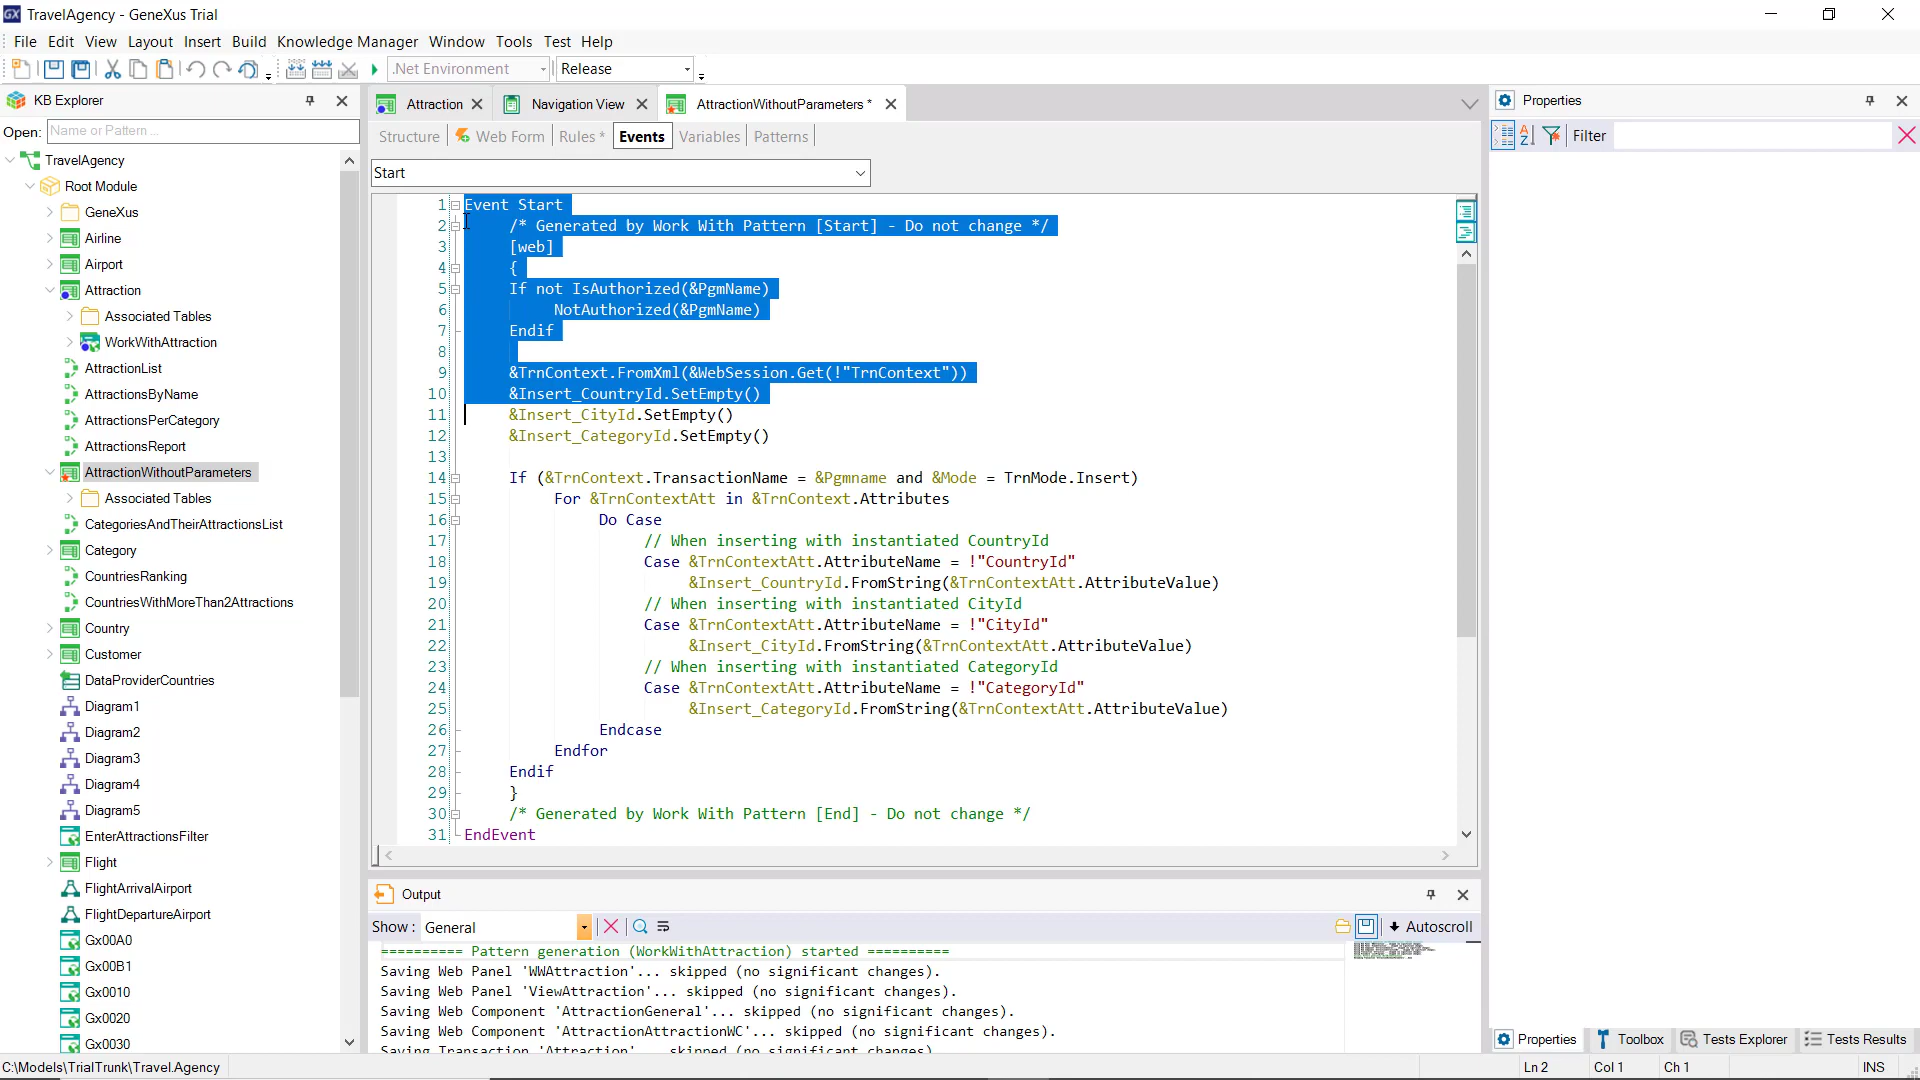 TravelAgency - GeneXus Trial
File Edit View Layout Insert Build Knowledge Manager Window Tools Test Help
.Net Environment Release
KB Explorer
Open: Name or Pattern ...
TravelAgency
Root Module
GeneXus
Airline
Airport
Attraction
Associated Tables
WorkWithAttraction
AttractionList
AttractionsByName
AttractionsPerCategory
AttractionsReport
AttractionWithoutParameters
Associated Tables
CategoriesAndTheirAttractionsList
Category
CountriesRanking
CountriesWithMoreThan2Attractions
Country
Customer
DataProviderCountries
Diagram1
Diagram2
Diagram3
Diagram4
Diagram5
EnterAttractionsFilter
Flight
FlightArrivalAirport
FlightDepartureAirport
Gx00A0
Gx00B1
Gx0010
Gx0020
Gx0030
Attraction Navigation View AttractionWithoutParameters *
Structure Web Form Rules * Events Variables Patterns
Start
1 Event Start
2 /* Generated by Work With Pattern [Start] - Do not change */
3 [web]
4 {
5 If not IsAuthorized(&PgmName)
6 NotAuthorized(&PgmName)
7 Endif
8
9 &TrnContext.FromXml(&WebSession.Get(!"TrnContext"))
10 &Insert_CountryId.SetEmpty()
11 &Insert_CityId.SetEmpty()
12 &Insert_CategoryId.SetEmpty()
13
14 If (&TrnContext.TransactionName = &Pgmname and &Mode = TrnMode.Insert)
15 For &TrnContextAtt in &TrnContext.Attributes
16 Do Case
17 // When inserting with instantiated CountryId
18 Case &TrnContextAtt.AttributeName = !"CountryId"
19 &Insert_CountryId.FromString(&TrnContextAtt.AttributeValue)
20 // When inserting with instantiated CityId
21 Case &TrnContextAtt.AttributeName = !"CityId"
22 &Insert_CityId.FromString(&TrnContextAtt.AttributeValue)
23 // When inserting with instantiated CategoryId
24 Case &TrnContextAtt.AttributeName = !"CategoryId"
25 &Insert_CategoryId.FromString(&TrnContextAtt.AttributeValue)
26 Endcase
27 Endfor
28 Endif
29 }
30 /* Generated by Work With Pattern [End] - Do not change */
31 EndEvent
Output
Show : General Autoscroll
========== Pattern generation (WorkWithAttraction) started ==========
Saving Web Panel 'WWAttraction'... skipped (no significant changes).
Saving Web Panel 'ViewAttraction'... skipped (no significant changes).
Saving Web Component 'AttractionGeneral'... skipped (no significant changes).
Saving Web Component 'AttractionAttractionWC'... skipped (no significant changes).
Saving Transaction 'Attraction'... skipped (no significant changes).
Properties
Filter
Properties Toolbox Tests Explorer Tests Results
C:\Models\TrialTrunk\Travel.Agency Ln 2 Col 1 Ch 1 INS